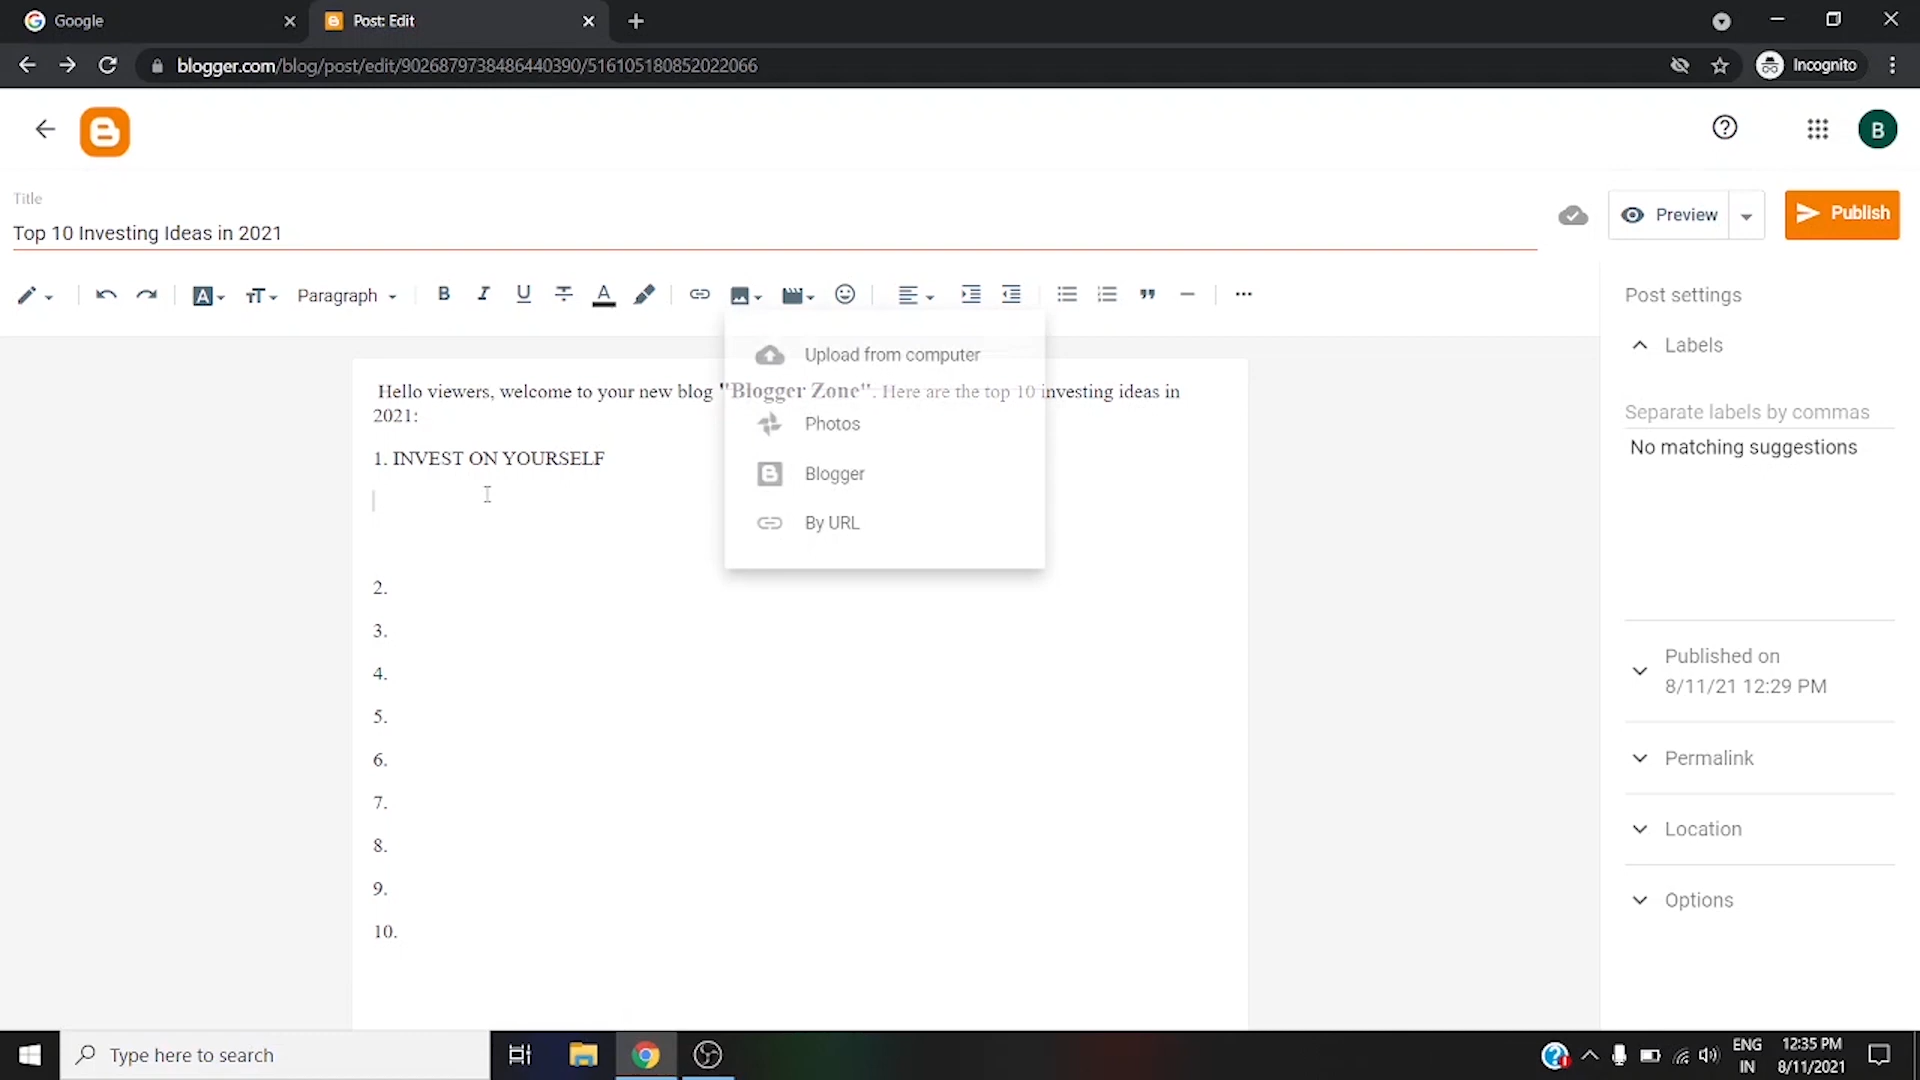 Google
Post: Edit
blogger.com/blog/post/edit/9026879738486440390/516105180852022066
Incognito
B
Title
Top 10 Investing Ideas in 2021
Preview
Publish
Paragraph
Post settings
Labels
Separate labels by commas
No matching suggestions
Upload from computer
Photos
Blogger
By URL
Hello viewers, welcome to your new blog "Blogger Zone". Here are the top 10 investing ideas in
2021:
1. INVEST ON YOURSELF
2.
3.
4.
5.
6.
7.
8.
9.
10.
Published on
8/11/21 12:29 PM
Permalink
Location
Options
Type here to search
ENG
IN
12:35 PM
8/11/2021